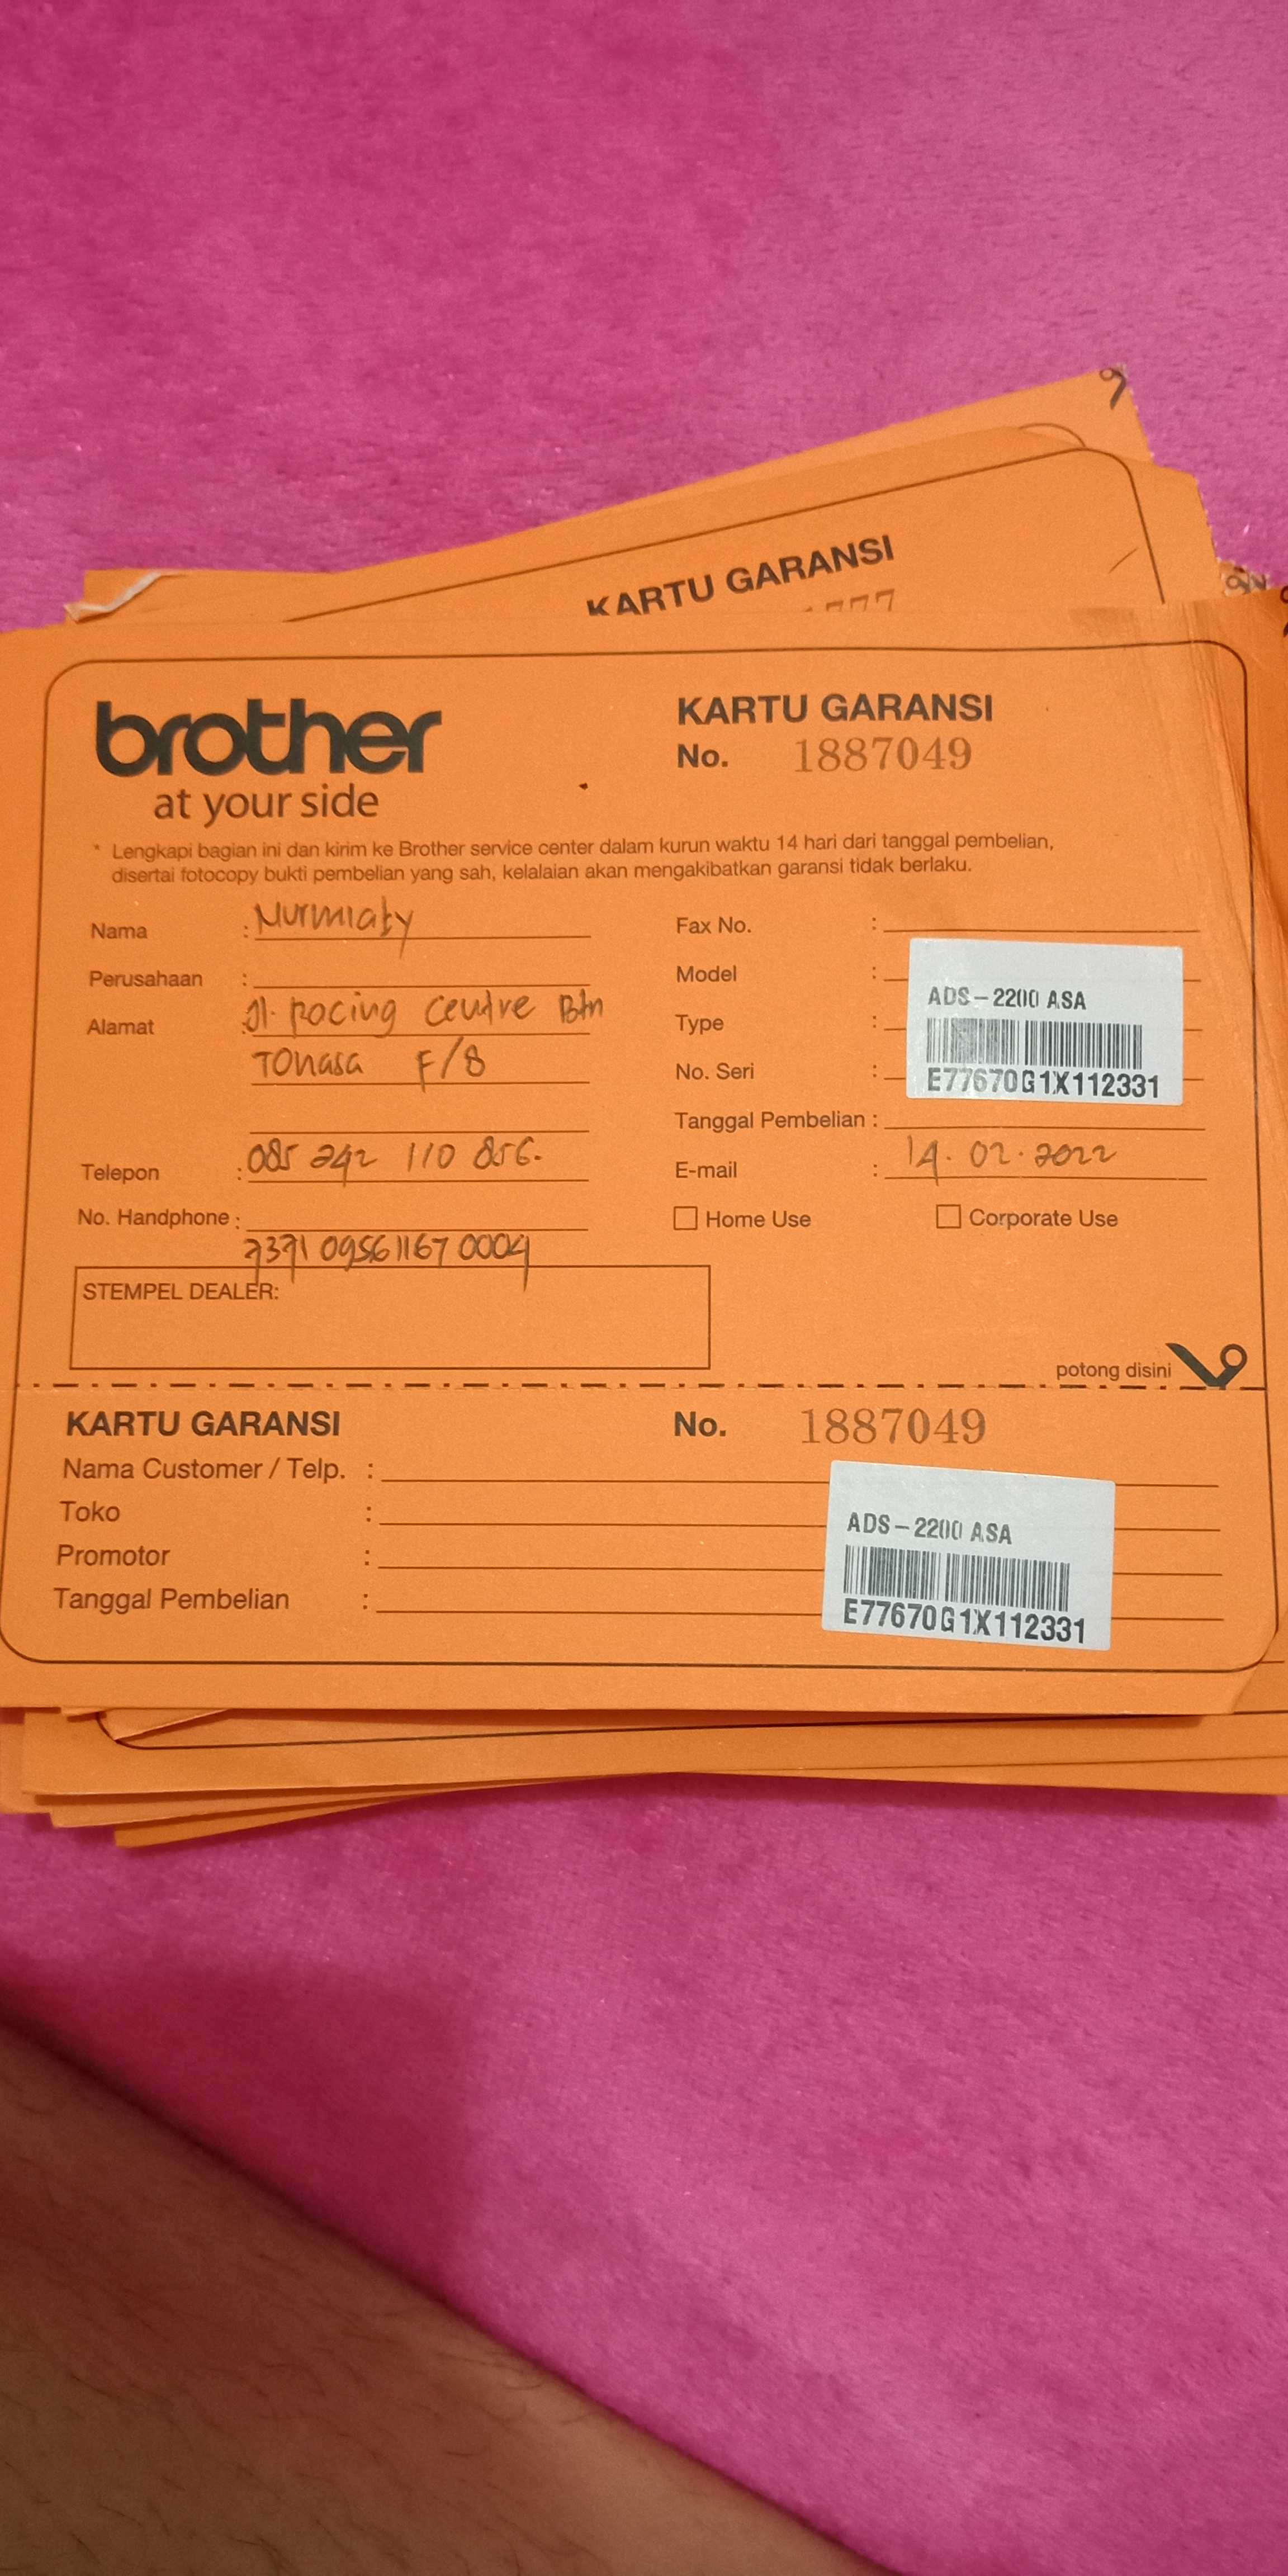 KARTU GARANSI
brother
at your side
KARTU GARANSI
No. 1887049
* Lengkapi bagian ini dan kirim ke Brother service center dalam kurun waktu 14 hari dari tanggal pembelian,
disertai fotocopy bukti pembelian yang sah, kelalaian akan mengakibatkan garansi tidak berlaku.
Nama : Nurmiaty
Perusahaan :
Alamat : Jl. pocing Centre Btn
Tonasa F/8
Telepon : 085 242 110 856.
No. Handphone :
7371 0956 1167 0004
STEMPEL DEALER:
Fax No. :
Model :
Type :
No. Seri :
ADS-2200 ASA
E77670G1X112331
Tanggal Pembelian :
E-mail : 14.02.2022
Home Use
Corporate Use
potong disini
KARTU GARANSI
No. 1887049
Nama Customer / Telp. :
Toko :
Promotor :
Tanggal Pembelian :
ADS-2200 ASA
E77670G1X112331